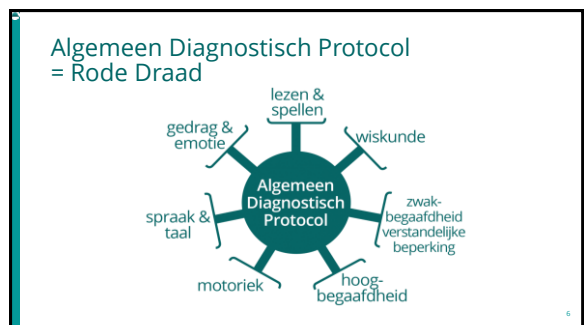 Algemeen Diagnostisch Protocol
= Rode Draad
lezen &
spellen
gedrag &
emotie
wiskunde
Algemeen
Diagnostisch
Protocol
spraak &
taal
zwak-
begaafdheid
verstandelijke
beperking
motoriek
hoog-
begaafdheid
6